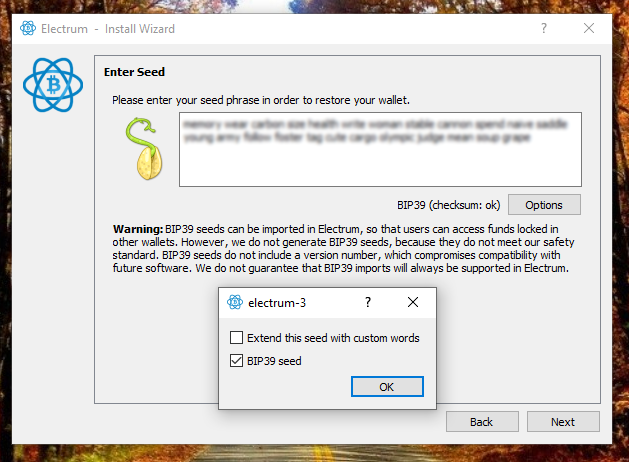 Electrum - Install Wizard
Enter Seed
Please enter your seed phrase in order to restore your wallet.
BIP39 (checksum: ok)
Options
Warning: BIP39 seeds can be imported in Electrum, so that users can access funds locked in
other wallets. However, we do not generate BIP39 seeds, because they do not meet our safety
standard. BIP39 seeds do not include a version number, which compromises compatibility with
future software. We do not guarantee that BIP39 imports will always be supported in Electrum.
electrum-3
Extend this seed with custom words
BIP39 seed
OK
Back
Next